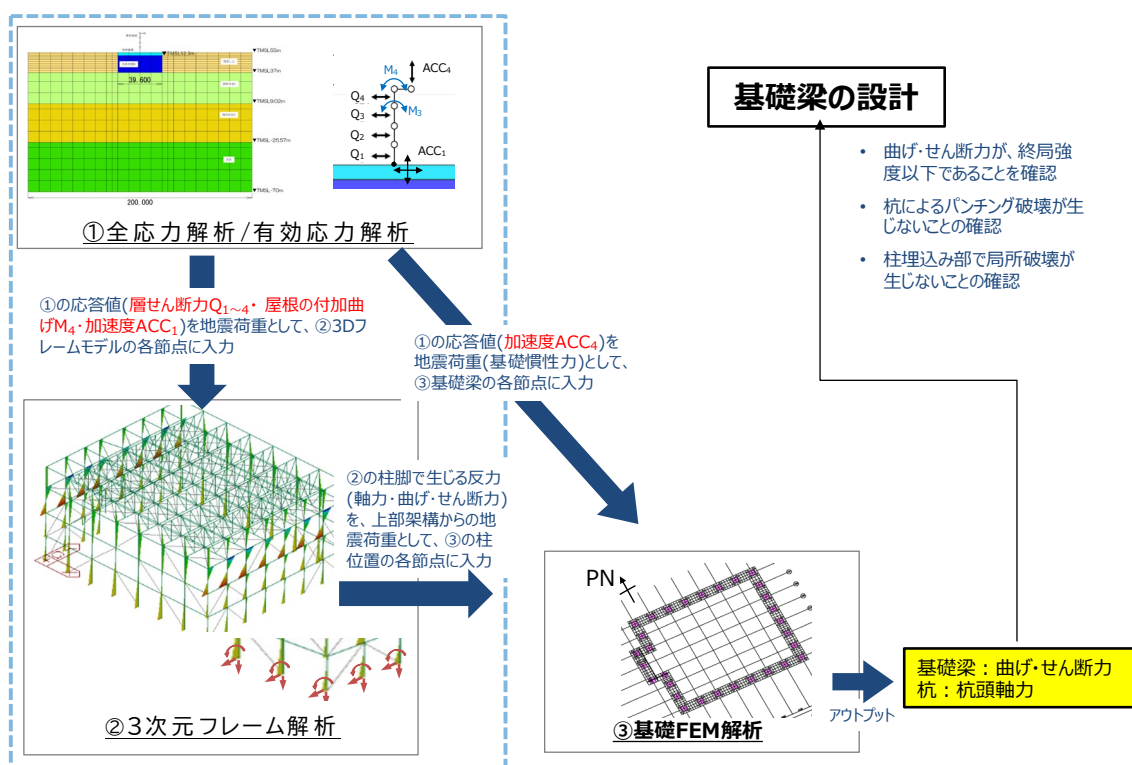 ▼TMSL55m
▼TMSL52.3m
▼TMSL37m
39.600
▼TMSL9.02m
▼TMSL-25.57m
▼TMSL-70m
200.000
M4
ACC4
Q4
Q3
M3
Q2
Q1
ACC1
①全応力解析/有効応力解析
①の応答値(層せん断力Q1~4・ 屋根の付加曲
げM4・加速度ACC1)を地震荷重として、②3Dフ
レームモデルの各節点に入力
①の応答値(加速度ACC4)を
地震荷重(基礎慣性力)として、
③基礎梁の各節点に入力
②の柱脚で生じる反力
(軸力・曲げ・せん断力)
を、上部架構からの地
震荷重として、③の柱
位置の各節点に入力
②3次元フレーム解析
PN
③基礎FEM解析
アウトプット
基礎梁：曲げ・せん断力
杭：杭頭軸力
基礎梁の設計
• 曲げ・せん断力が、終局強
度以下であることを確認
• 杭によるパンチング破壊が生
じないことの確認
• 柱埋込み部で局所破壊が
生じないことの確認